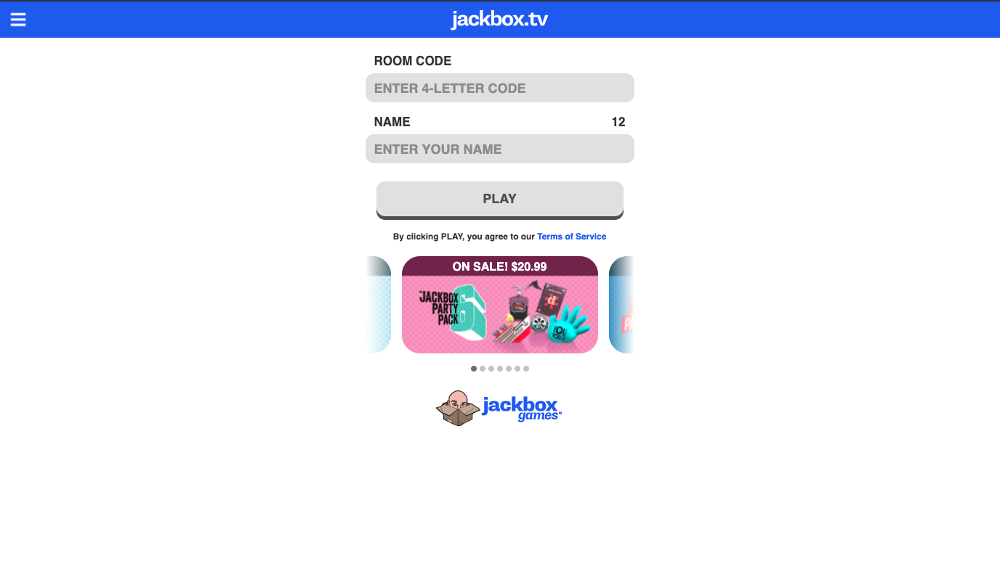 jackbox.tv
ROOM CODE
ENTER 4-LETTER CODE
NAME 12
ENTER YOUR NAME
PLAY
By clicking PLAY, you agree to our Terms of Service
ON SALE! $20.99
THE JACKBOX
PARTY
PACK 6
d
jackbox
games